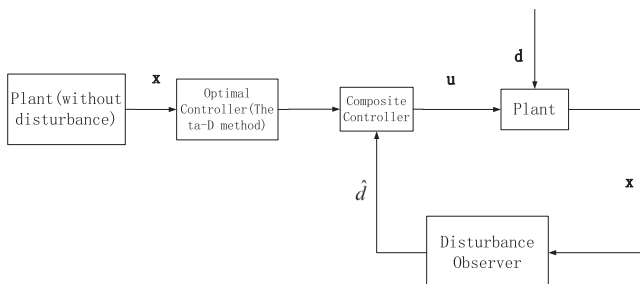 d
x
u
Plant(without
disturbance)
Optimal
Controller(The
ta-D method)
Composite
Controller
Plant
x
d̂
Disturbance
Observer